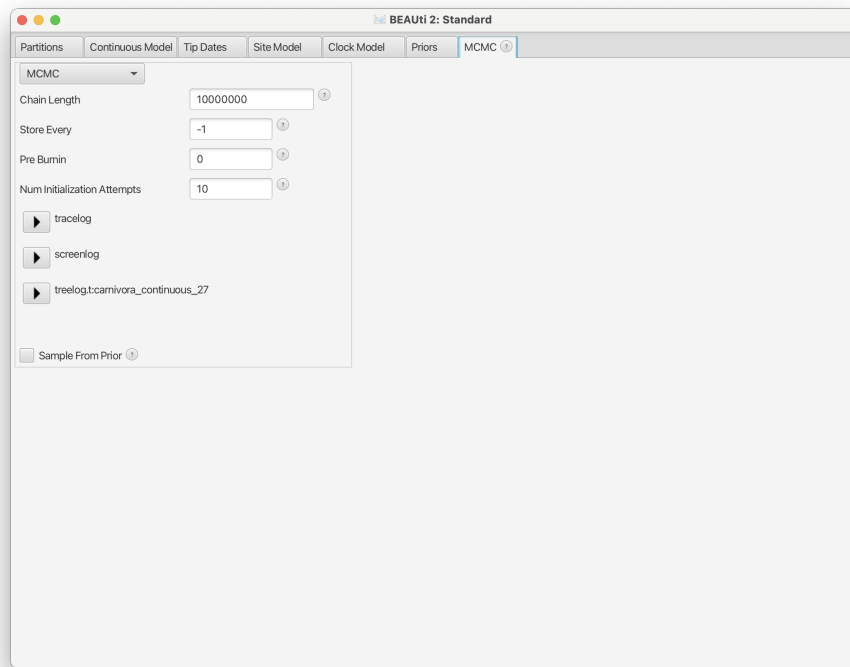 BEAUti 2: Standard
Partitions Continuous Model Tip Dates Site Model Clock Model Priors MCMC ?
MCMC
Chain Length 10000000 ?
Store Every -1 ?
Pre Burnin 0 ?
Num Initialization Attempts 10 ?
tracelog
screenlog
treelog.t:carnivora_continuous_27
Sample From Prior ?